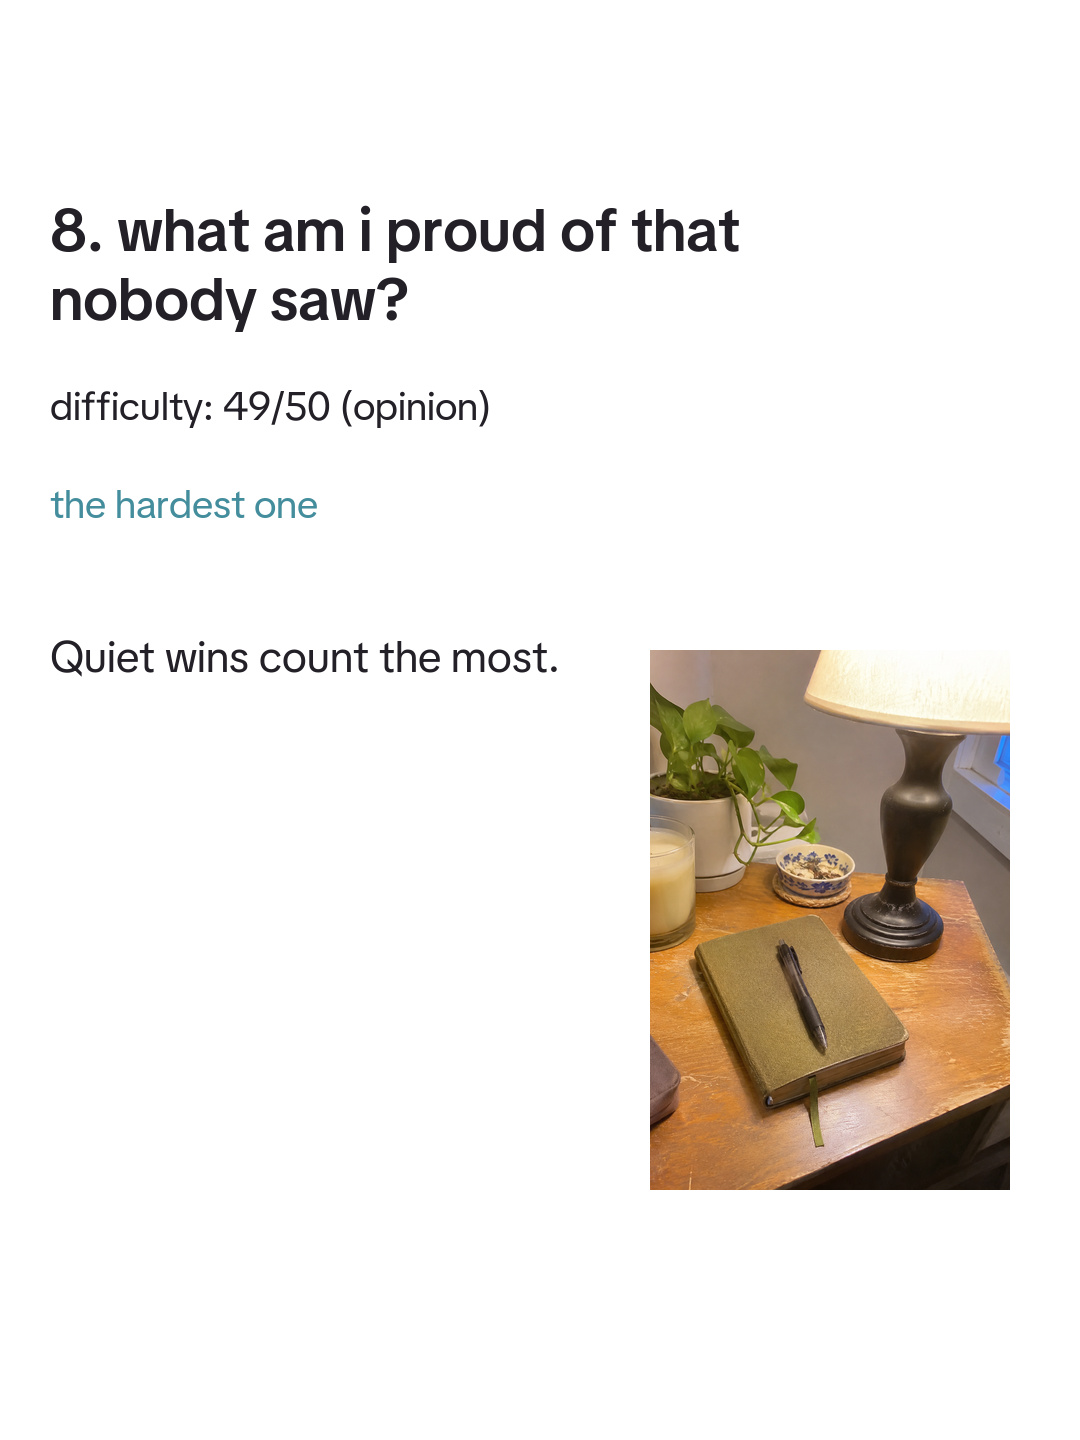 8. what am i proud of that
nobody saw?
difficulty: 49/50 (opinion)
the hardest one
Quiet wins count the most.